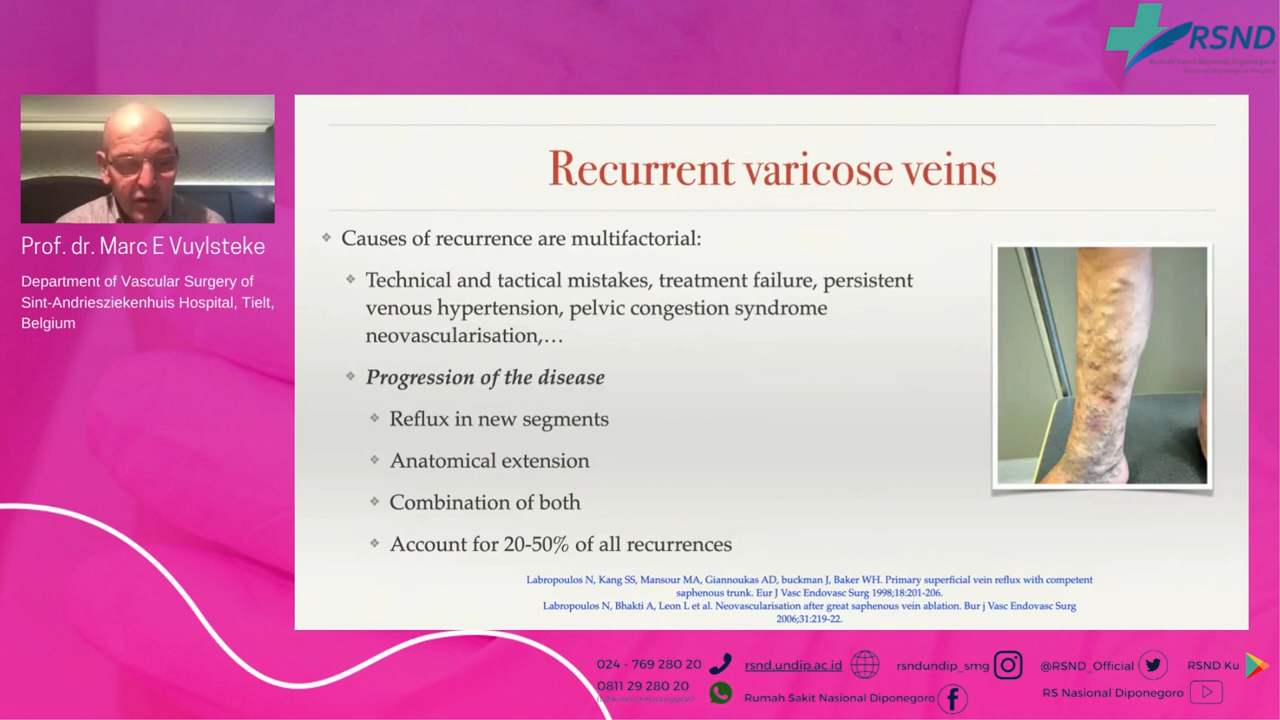 RSND
Rumah Sakit Nasional Diponegoro
Prof. dr. Marc E Vuylsteke
Department of Vascular Surgery of
Sint-Andriesziekenhuis Hospital, Tielt,
Belgium
Recurrent varicose veins
Causes of recurrence are multifactorial:
Technical and tactical mistakes, treatment failure, persistent
venous hypertension, pelvic congestion syndrome
neovascularisation,…
Progression of the disease
Reflux in new segments
Anatomical extension
Combination of both
Account for 20-50% of all recurrences
Labropoulos N, Kang SS, Mansour MA, Giannoukas AD, buckman J, Baker WH. Primary superficial vein reflux with competent
saphenous trunk. Eur J Vasc Endovasc Surg 1998;18:201-206.
Labropoulos N, Bhakti A, Leon L et al. Neovascularisation after great saphenous vein ablation. Bur j Vasc Endovasc Surg
2006;31:219-22.
024 - 769 280 20
rsnd.undip.ac.id
rsndundip_smg
@RSND_Official
RSND Ku
0811 29 280 20
Rumah Sakit Nasional Diponegoro
RS Nasional Diponegoro